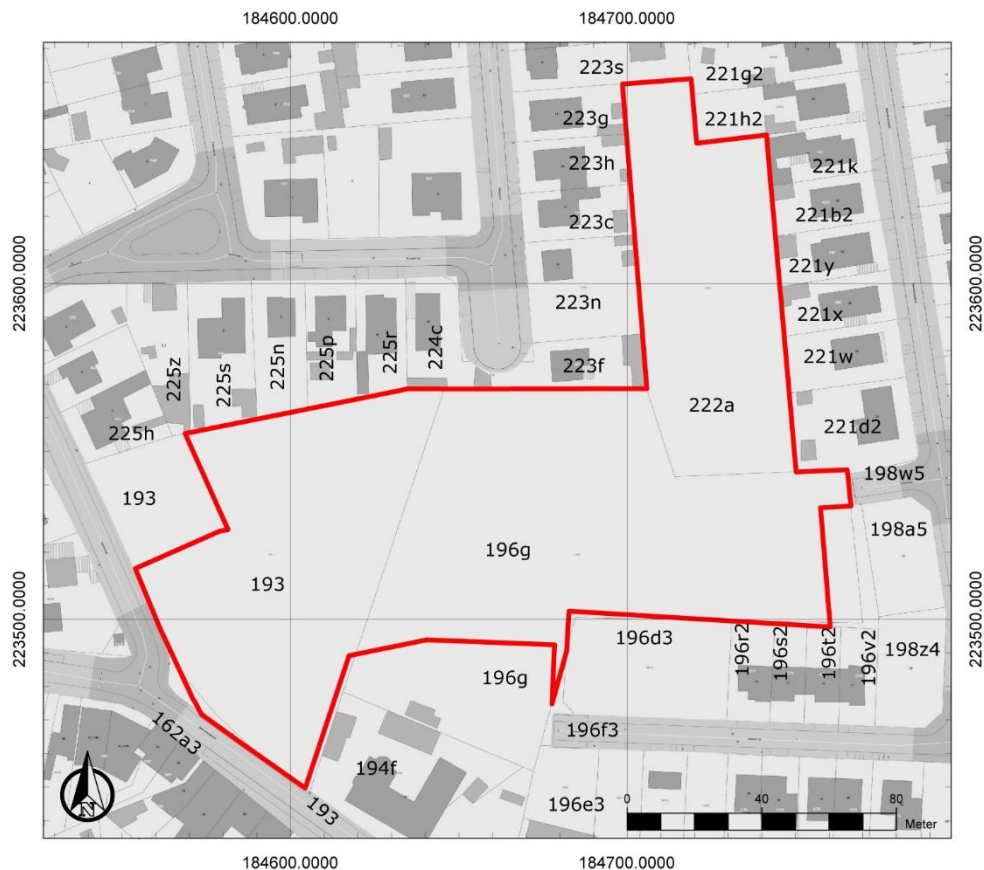 184600.0000
184700.0000
223s
221g2
223g
221h2
223h
221k
223c
221b2
221y
223600.0000
223600.0000
223n
221x
225z
225s
225n
225p
225r
224c
221w
223f
222a
221d2
225h
198w5
193
198a5
196g
193
223500.0000
223500.0000
196d3
196r2
196s2
196t2
196v2
198z4
196g
162a3
196f3
194f
193
196e3
N
0
40
80
Meter
184600.0000
184700.0000